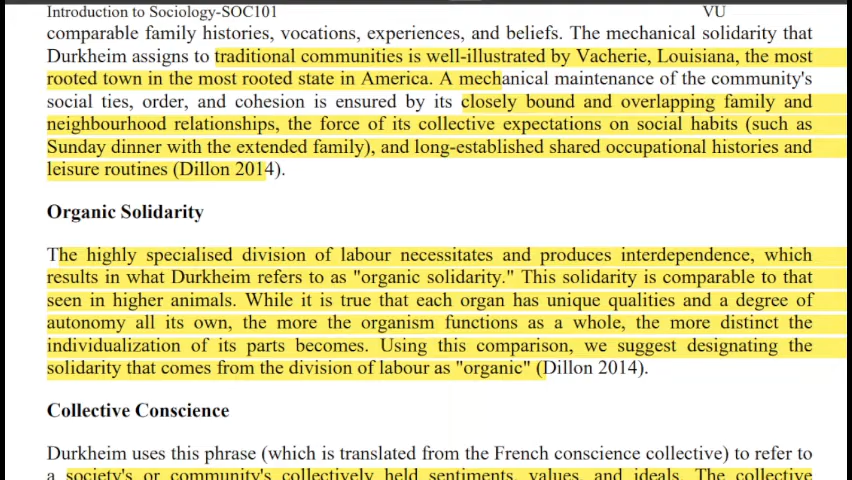 Introduction to Sociology-SOC101 VU
comparable family histories, vocations, experiences, and beliefs. The mechanical solidarity that
Durkheim assigns to traditional communities is well-illustrated by Vacherie, Louisiana, the most
rooted town in the most rooted state in America. A mechanical maintenance of the community's
social ties, order, and cohesion is ensured by its closely bound and overlapping family and
neighbourhood relationships, the force of its collective expectations on social habits (such as
Sunday dinner with the extended family), and long-established shared occupational histories and
leisure routines (Dillon 2014).
Organic Solidarity
The highly specialised division of labour necessitates and produces interdependence, which
results in what Durkheim refers to as "organic solidarity." This solidarity is comparable to that
seen in higher animals. While it is true that each organ has unique qualities and a degree of
autonomy all its own, the more the organism functions as a whole, the more distinct the
individualization of its parts becomes. Using this comparison, we suggest designating the
solidarity that comes from the division of labour as "organic" (Dillon 2014).
Collective Conscience
Durkheim uses this phrase (which is translated from the French conscience collective) to refer to
a society's or community's collectively held sentiments, values, and ideals. The collective